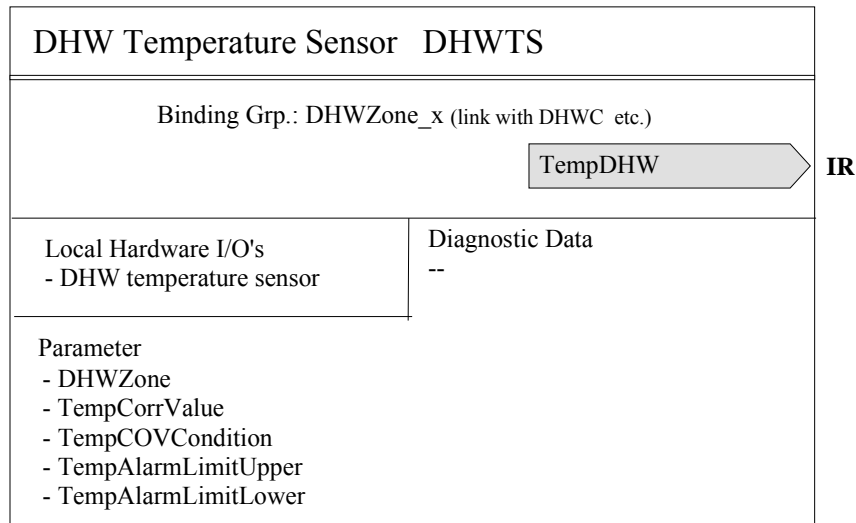 DHW Temperature Sensor DHWTS
Binding Grp.: DHWZone_x (link with DHWC etc.)
TempDHW
IR
Local Hardware I/O's
- DHW temperature sensor
Diagnostic Data
--
Parameter
- DHWZone
- TempCorrValue
- TempCOVCondition
- TempAlarmLimitUpper
- TempAlarmLimitLower